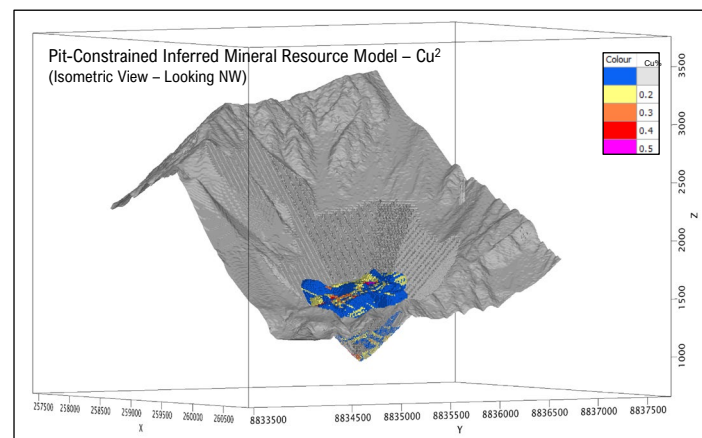 Pit-Constrained Inferred Mineral Resource Model – Cu²
(Isometric View – Looking NW)
Colour Cu%
0.2
0.3
0.4
0.5
3500
3000
2500
2000
1500
1000
Z
257500 258000 258500 259000 259500 260000 260500
X
8833500 8834500 8835000 8835500 8836000 8836500 8837000 8837500
Y